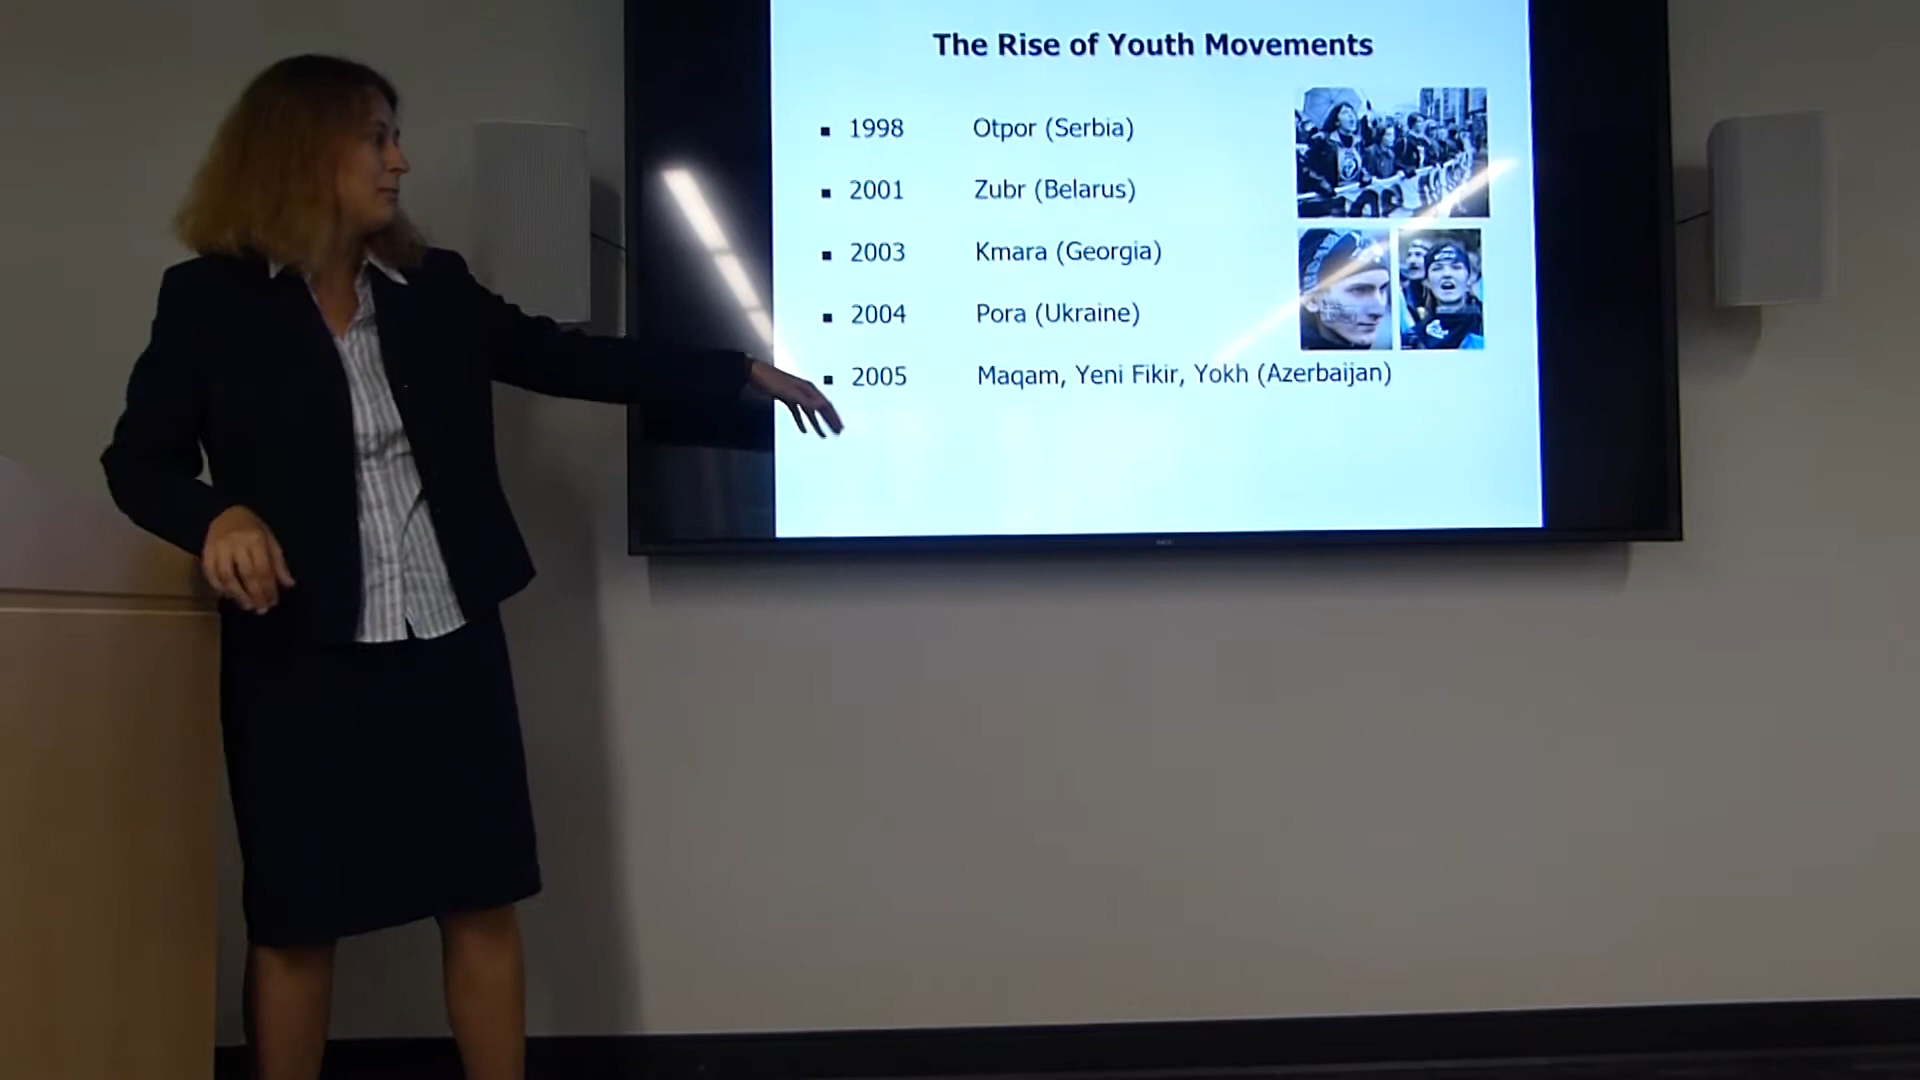 The Rise of Youth Movements
▪ 1998 Otpor (Serbia)
▪ 2001 Zubr (Belarus)
▪ 2003 Kmara (Georgia)
▪ 2004 Pora (Ukraine)
▪ 2005 Maqam, Yeni Fikir, Yokh (Azerbaijan)